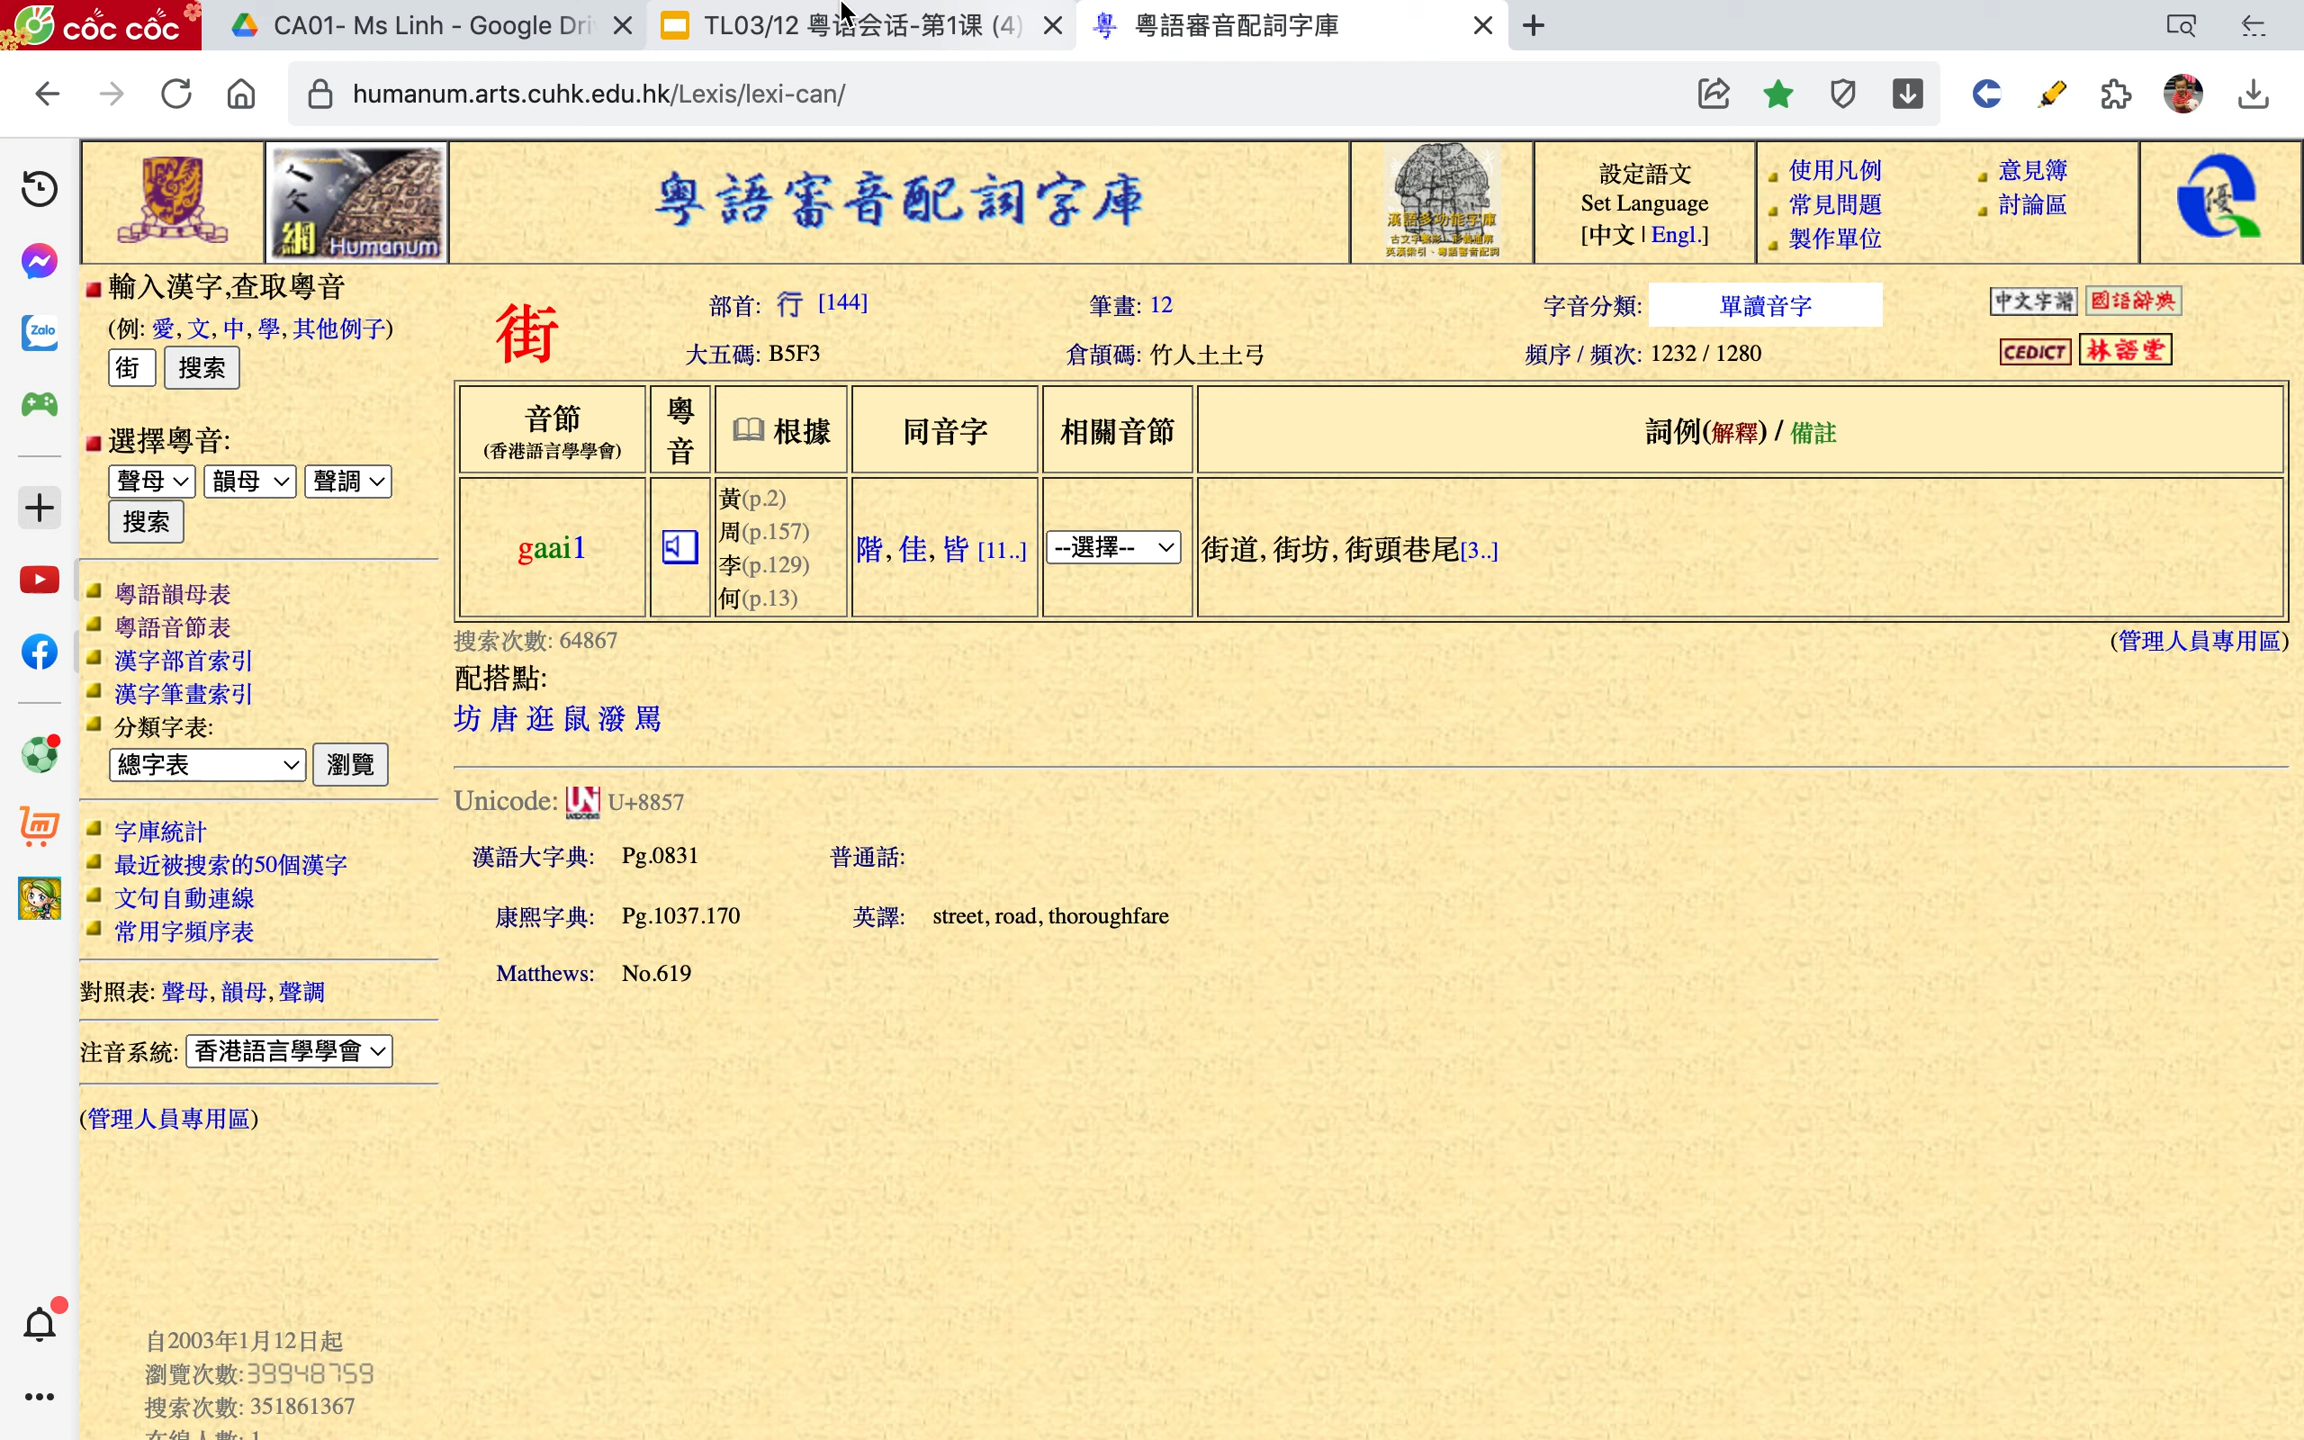 cốc cốc
CA01- Ms Linh - Google Dri
TL03/12 粤语会话-第1课 (4)
粵語審音配詞字庫
humanum.arts.cuhk.edu.hk/Lexis/lexi-can/
人文網 Humanum
粵語審音配詞字庫
漢語多功能字庫
設定語文
Set Language
[中文 | Engl.]
使用凡例
常見問題
製作單位
意見簿
討論區
優
Zalo
輸入漢字,查取粵音
(例: 愛, 文, 中, 學, 其他例子)
街 搜索
選擇粵音:
聲母 韻母 聲調
搜索
粵語韻母表
粵語音節表
漢字部首索引
漢字筆畫索引
分類字表:
總字表 瀏覽
字庫統計
最近被搜索的50個漢字
文句自動連線
常用字頻序表
對照表: 聲母, 韻母, 聲調
注音系統: 香港語言學學會
(管理人員專用區)
自2003年1月12日起
瀏覽次數:39948759
搜索次數: 351861367
在線人數: 1
街
部首: 行 [144] 筆畫: 12 字音分類: 單讀音字 中文字譜 國語辭典
大五碼: B5F3 倉頡碼: 竹人土土弓 頻序 / 頻次: 1232 / 1280 CEDICT 林語堂
音節 (香港語言學學會) 粵音 根據 同音字 相關音節 詞例(解釋) / 備註
gaai1
黃(p.2)
周(p.157)
李(p.129)
何(p.13)
階, 佳, 皆 [11..] --選擇-- 街道, 街坊, 街頭巷尾[3..]
搜索次數: 64867 (管理人員專用區)
配搭點:
坊 唐 逛 鼠 潑 罵
Unicode: U+8857
漢語大字典: Pg.0831 普通話:
康熙字典: Pg.1037.170 英譯: street, road, thoroughfare
Matthews: No.619